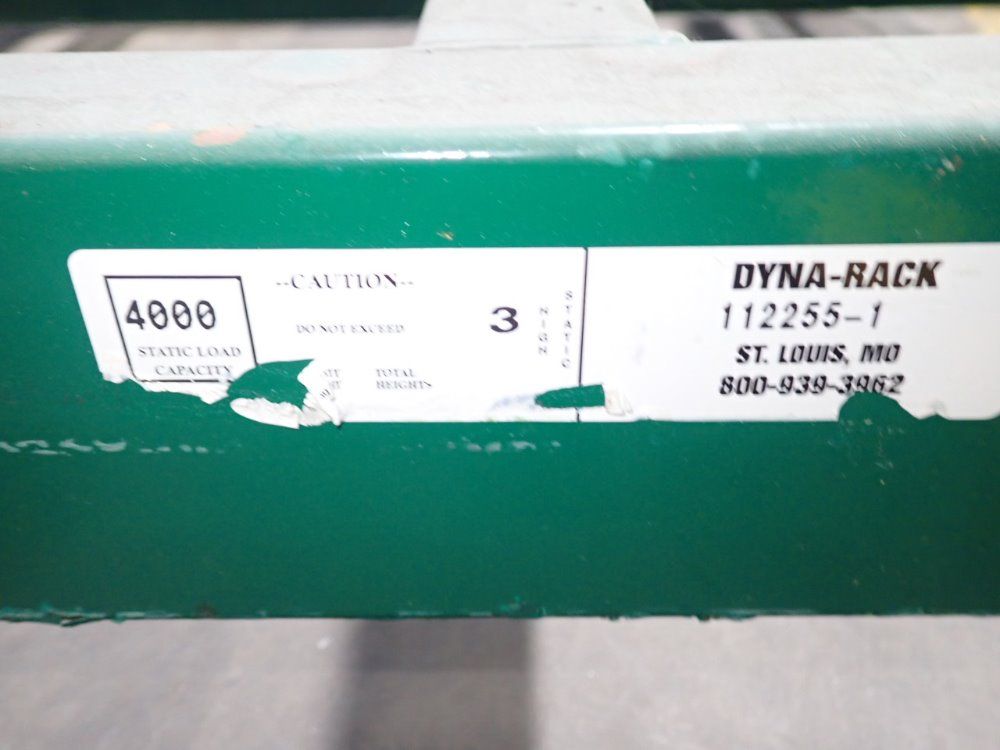 4000
STATIC LOAD
CAPACITY
--CAUTION--
DO NOT EXCEED
TOTAL
HEIGHTS
3
HIGH
STATIC
DYNA-RACK
112255-1
ST. LOUIS, MO
800-939-3962